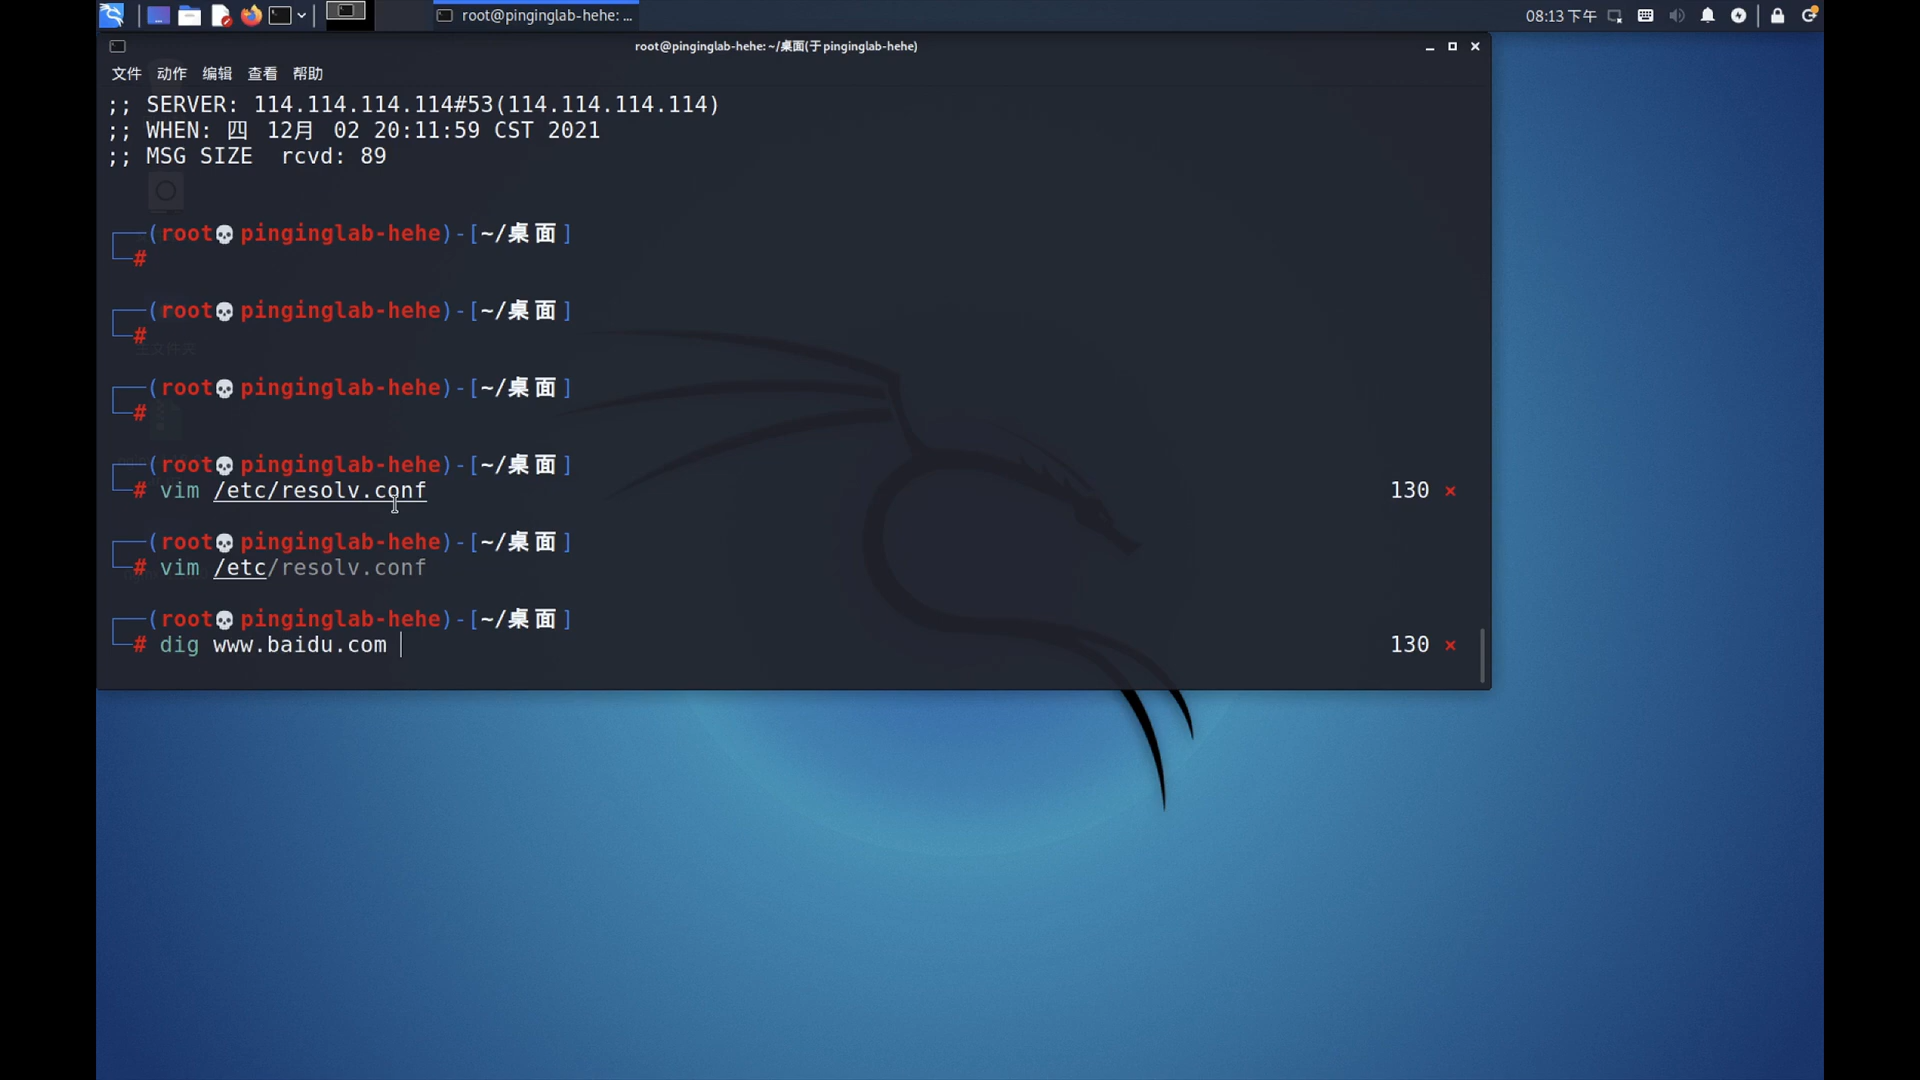 root@pinginglab-hehe: ...
08:13 下午
root@pinginglab-hehe: ~/桌面(于 pinginglab-hehe)
文件 动作 编辑 查看 帮助
;; SERVER: 114.114.114.114#53(114.114.114.114)
;; WHEN: 四 12月 02 20:11:59 CST 2021
;; MSG SIZE  rcvd: 89
(root💀pinginglab-hehe)-[~/桌面]
#
(root💀pinginglab-hehe)-[~/桌面]
#
主文件夹
(root💀pinginglab-hehe)-[~/桌面]
#
(root💀pinginglab-hehe)-[~/桌面]
# vim /etc/resolv.conf 130 ×
(root💀pinginglab-hehe)-[~/桌面]
# vim /etc/resolv.conf
(root💀pinginglab-hehe)-[~/桌面]
# dig www.baidu.com 130 ×